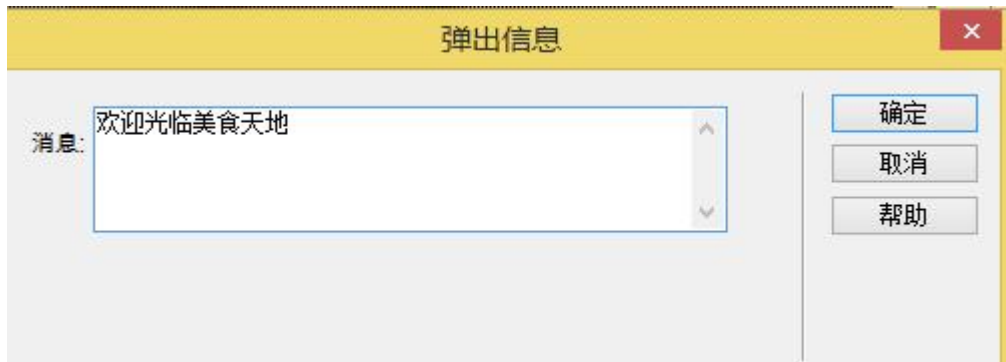 弹出信息
消息:
欢迎光临美食天地
确定
取消
帮助